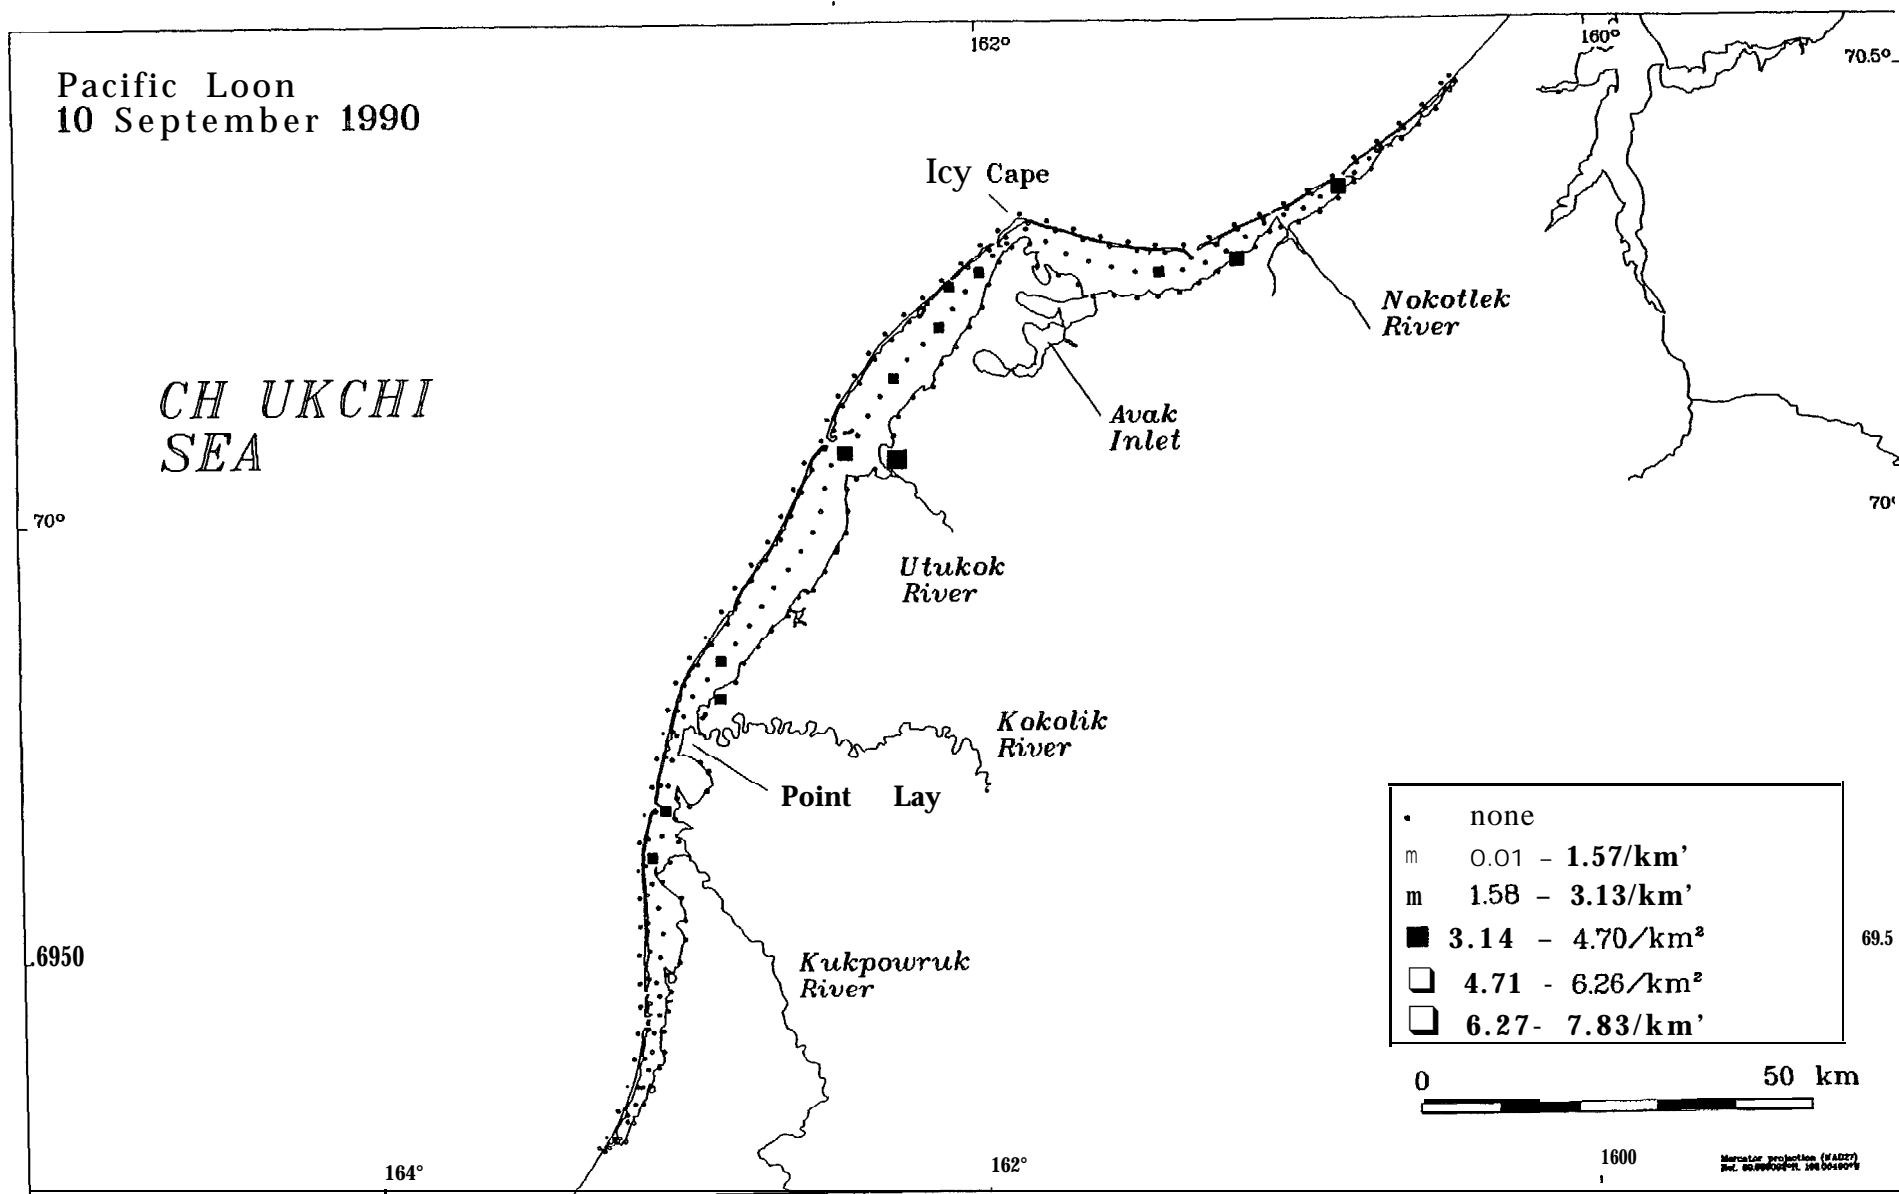 162°
160°
70.5°
Pacific Loon
10 September 1990
Icy Cape
Nokotlek
River
CH UKCHI
SEA
Avak
Inlet
70°
70
Utukok
River
Kokolik
River
Point Lay
none
m 0.01 - 1.57/km'
m 1.58 - 3.13/km'
3.14 - 4.70/km²
4.71 - 6.26/km²
6.27- 7.83/km'
69.5
.6950
Kukpowruk
River
0 50 km
164°
162°
1600
Mercator projection (NAD27)